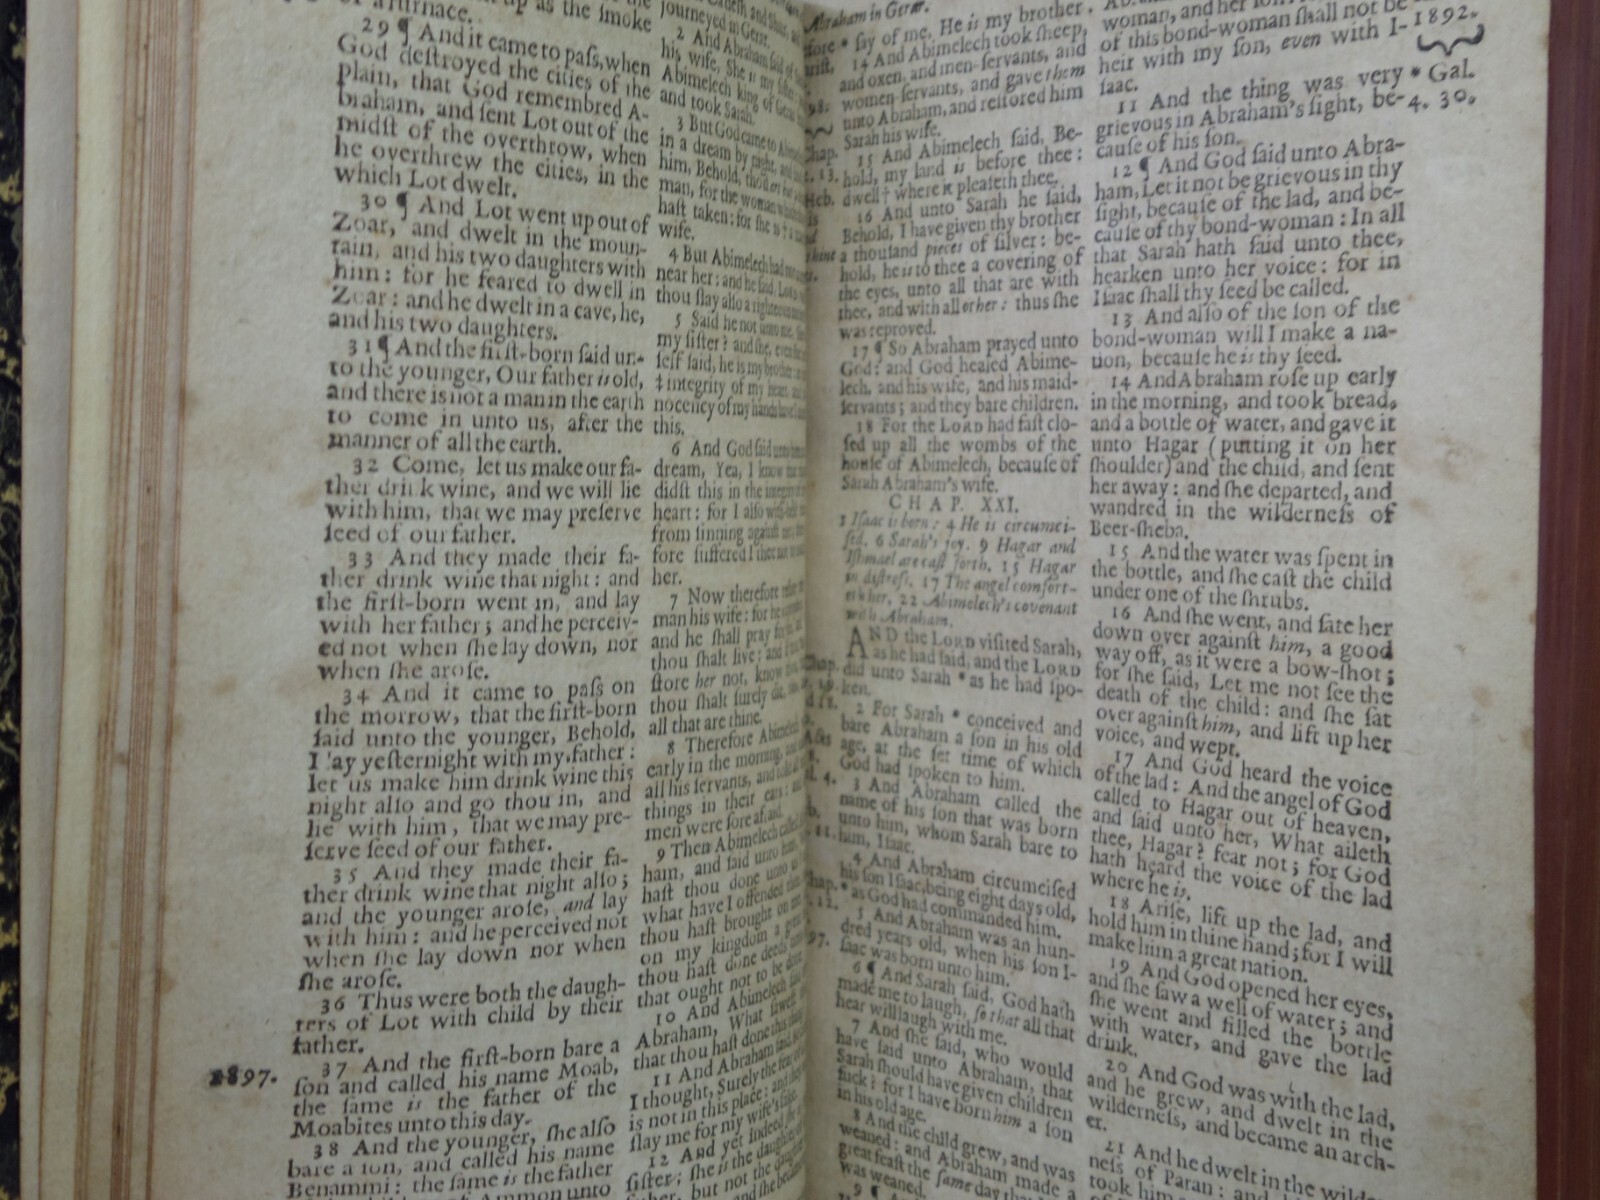 a furnace.
29 ¶ And it came to paſs, when
God deſtroyed the cities of the
plain, that God remembred A-
braham, and ſent Lot out of the
midſt of the overthrow, when
he overthrew the cities, in the
which Lot dwelt.
30 ¶ And Lot went up out of
Zoar, and dwelt in the moun-
tain, and his two daughters with
him: for he feared to dwell in
Zoar: and he dwelt in a cave, he,
and his two daughters.
31 ¶ And the firſt-born ſaid un-
to the younger, Our father is old,
and there is not a man in the earth
to come in unto us, after the
manner of all the earth.
32 Come, let us make our fa-
ther drink wine, and we will lie
with him, that we may preſerve
ſeed of our father.
33 And they made their fa-
ther drink wine that night: and
the firſt-born went in, and lay
with her father; and he perceiv-
ed not when ſhe lay down, nor
when ſhe aroſe.
34 And it came to paſs on
the morrow, that the firſt-born
ſaid unto the younger, Behold,
I lay yeſternight with my father:
let us make him drink wine this
night alſo and go thou in, and
lie with him, that we may pre-
ſerve ſeed of our father.
35 And they made their fa-
ther drink wine that night alſo;
and the younger aroſe, and lay
with him: and he perceived not
when ſhe lay down nor when
ſhe aroſe.
36 Thus were both the daugh-
ters of Lot with child by their
father.
1897.
37 And the firſt-born bare a
ſon and called his name Moab,
the ſame is the father of the
Moabites unto this day.
38 And the younger, ſhe alſo
bare a ſon, and called his name
Benammi: the ſame is the father
journeyed in Gerar.
2 And Abraham ſaid of
his wife, She is my ſiſter:
Abimelech king of Gerar
and took Sarah.
3 But God came to
in a dream by night, and
him, Behold, thou
man, for the woman
haſt taken: for ſhe is
wife.
4 But Abimelech had not
near her: and he ſaid, LORD
thou ſlay alſo a righteous
5 Said he not unto me,
my ſiſter? and ſhe, even
ſelf ſaid, he is my brother:
‡ integrity of my heart,
nocency of my hands
this.
6 And God ſaid unto him
dream, Yea, I know
didſt this in the
heart: for I alſo
from ſinning againſt
fore ſuffered I thee not
her.
7 Now therefore
man his wife: for he
and he ſhall pray for
thou ſhalt live: and
ſtore her not, know
thou ſhalt ſurely die,
all that are thine.
8 Therefore
early in the morning, and
all his ſervants, and
things in their ears:
men were ſore afraid.
9 Then Abimelech called
ham, and ſaid unto him,
haſt thou done unto
what have I offended
thou haſt brought on
on my kingdom a
thou haſt done deeds
that ought not to be
10 And Abimelech ſaid
Abraham, What
that thou haſt done this
11 And Abraham ſaid,
I thought, Surely the fear of
is not in this place: and they
ſlay me for my wife's ſake.
12 And yet indeed
ſiſter; ſhe is the daughter
but not the
Abraham in Gerar.
ſay of me, He is my brother.
14 And Abimelech took ſheep,
and oxen, and men-ſervants, and
women-ſervants, and gave them
unto Abraham, and reſtored him
Sarah his wife.
15 And Abimelech ſaid, Be-
hold, my land is before thee:
dwell † where it pleaſeth thee.
16 And unto Sarah he ſaid,
Behold, I have given thy brother
a thouſand pieces of ſilver: be-
hold, he is to thee a covering of
the eyes, unto all that are with
thee, and with all other: thus ſhe
was reproved.
17 ¶ So Abraham prayed unto
God: and God healed Abime-
lech, and his wife, and his maid-
ſervants; and they bare children.
18 For the LORD had faſt clo-
ſed up all the wombs of the
houſe of Abimelech, becauſe of
Sarah Abraham's wife.
CHAP. XXI.
1 Iſaac is born: 4 He is circumci-
ſed. 6 Sarah's joy. 9 Hagar and
Iſhmael are caſt forth. 15 Hagar
in diſtreſs. 17 The angel comfort-
eth her. 22 Abimelech's covenant
with Abraham.
AND the LORD viſited Sarah,
as he had ſaid, and the LORD
did unto Sarah * as he had ſpo-
ken.
2 For Sarah * conceived and
bare Abraham a ſon in his old
age, at the ſet time of which
God had ſpoken to him.
3 And Abraham called the
name of his ſon that was born
unto him, whom Sarah bare to
him, Iſaac.
4 And Abraham circumciſed
his ſon Iſaac, being eight days old,
* as God had commanded him.
5 And Abraham was an hun-
dred years old, when his ſon I-
ſaac was born unto him.
6 ¶ And Sarah ſaid, God hath
made me to laugh, ſo that all that
hear will laugh with me.
7 And ſhe ſaid, who would
have ſaid unto Abraham, that
Sarah ſhould have given children
ſuck? for I have born him a ſon
in his old age.
8 And the child grew, and was
weaned: and Abraham made a
great feaſt the ſame day that
was weaned.
9 ¶ And
of this bond-woman ſhall not be
heir with my ſon, even with I-
ſaac.
11 And the thing was very
grievous in Abraham's ſight, be-
cauſe of his ſon.
12 ¶ And God ſaid unto Abra-
ham, Let it not be grievous in thy
ſight, becauſe of the lad, and be-
cauſe of thy bond-woman: In all
that Sarah hath ſaid unto thee,
hearken unto her voice: for in
Iſaac ſhall thy ſeed be called.
13 And alſo of the ſon of the
bond-woman will I make a na-
tion, becauſe he is thy ſeed.
14 And Abraham roſe up early
in the morning, and took bread,
and a bottle of water, and gave it
unto Hagar (putting it on her
ſhoulder) and the child, and ſent
her away: and ſhe departed, and
wandred in the wilderneſs of
Beer-ſheba.
15 And the water was ſpent in
the bottle, and ſhe caſt the child
under one of the ſhrubs.
16 And ſhe went, and ſate her
down over againſt him, a good
way off, as it were a bow-ſhot;
for ſhe ſaid, Let me not ſee the
death of the child: and ſhe ſat
over againſt him, and lift up her
voice, and wept.
17 And God heard the voice
of the lad: And the angel of God
called to Hagar out of heaven,
and ſaid unto her, What aileth
thee, Hagar? fear not; for God
hath heard the voice of the lad
where he is.
18 Ariſe, lift up the lad, and
hold him in thine hand; for I will
make him a great nation.
19 And God opened her eyes,
and ſhe ſaw a well of water; and
ſhe went and filled the bottle
with water, and gave the lad
drink.
20 And God was with the lad,
and he grew, and dwelt in the
wilderneſs, and became an arch-
er.
21 And he dwelt in the
neſs of Paran: and
1892.
* Gal.
4. 30.